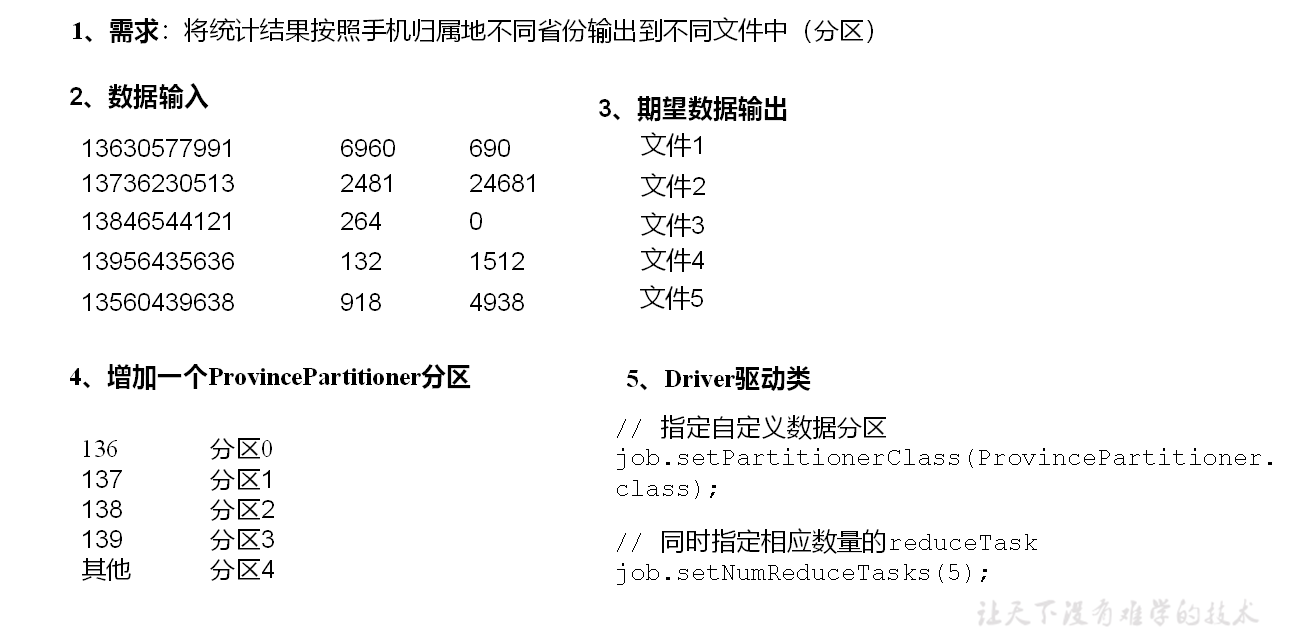 1、需求：将统计结果按照手机归属地不同省份输出到不同文件中（分区）
2、数据输入
13630577991 6960 690
13736230513 2481 24681
13846544121 264 0
13956435636 132 1512
13560439638 918 4938
3、期望数据输出
文件1
文件2
文件3
文件4
文件5
4、增加一个ProvincePartitioner分区
136 分区0
137 分区1
138 分区2
139 分区3
其他 分区4
5、Driver驱动类
// 指定自定义数据分区
job.setPartitionerClass(ProvincePartitioner.
class);
// 同时指定相应数量的reduceTask
job.setNumReduceTasks(5);
让天下没有难学的技术